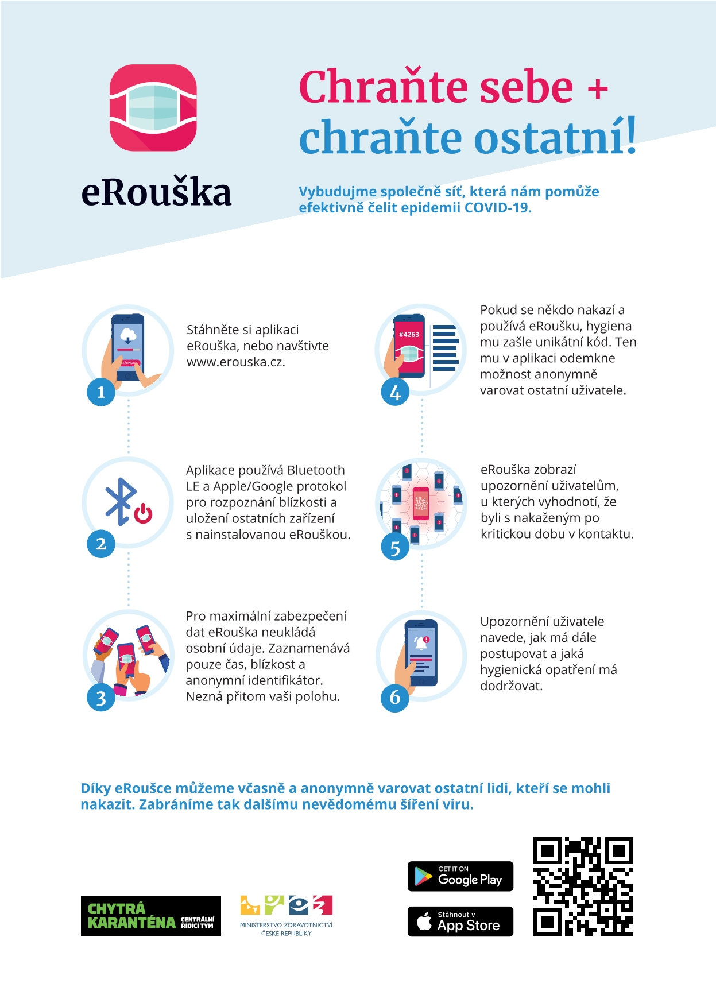 eRouška
Chraňte sebe +
chraňte ostatní!
Vybudujme společně síť, která nám pomůže
efektivně čelit epidemii COVID-19.
STÁHNOUT
1
Stáhněte si aplikaci
eRouška, nebo navštivte
www.erouska.cz.
2
Aplikace používá Bluetooth
LE a Apple/Google protokol
pro rozpoznání blízkosti a
uložení ostatních zařízení
s nainstalovanou eRouškou.
3
Pro maximální zabezpečení
dat eRouška neukládá
osobní údaje. Zaznamenává
pouze čas, blízkost a
anonymní identifikátor.
Nezná přitom vaši polohu.
#4263
4
Pokud se někdo nakazí a
používá eRoušku, hygiena
mu zašle unikátní kód. Ten
mu v aplikaci odemkne
možnost anonymně
varovat ostatní uživatele.
5
eRouška zobrazí
upozornění uživatelům,
u kterých vyhodnotí, že
byli s nakaženým po
kritickou dobu v kontaktu.
6
Upozornění uživatele
navede, jak má dále
postupovat a jaká
hygienická opatření má
dodržovat.
Díky eRoušce můžeme včasně a anonymně varovat ostatní lidi, kteří se mohli
nakazit. Zabráníme tak dalšímu nevědomému šíření viru.
CHYTRÁ
KARANTÉNA
CENTRÁLNÍ
ŘÍDÍCÍ TÝM
MINISTERSTVO ZDRAVOTNICTVÍ
ČESKÉ REPUBLIKY
GET IT ON
Google Play
Stáhnout v
App Store